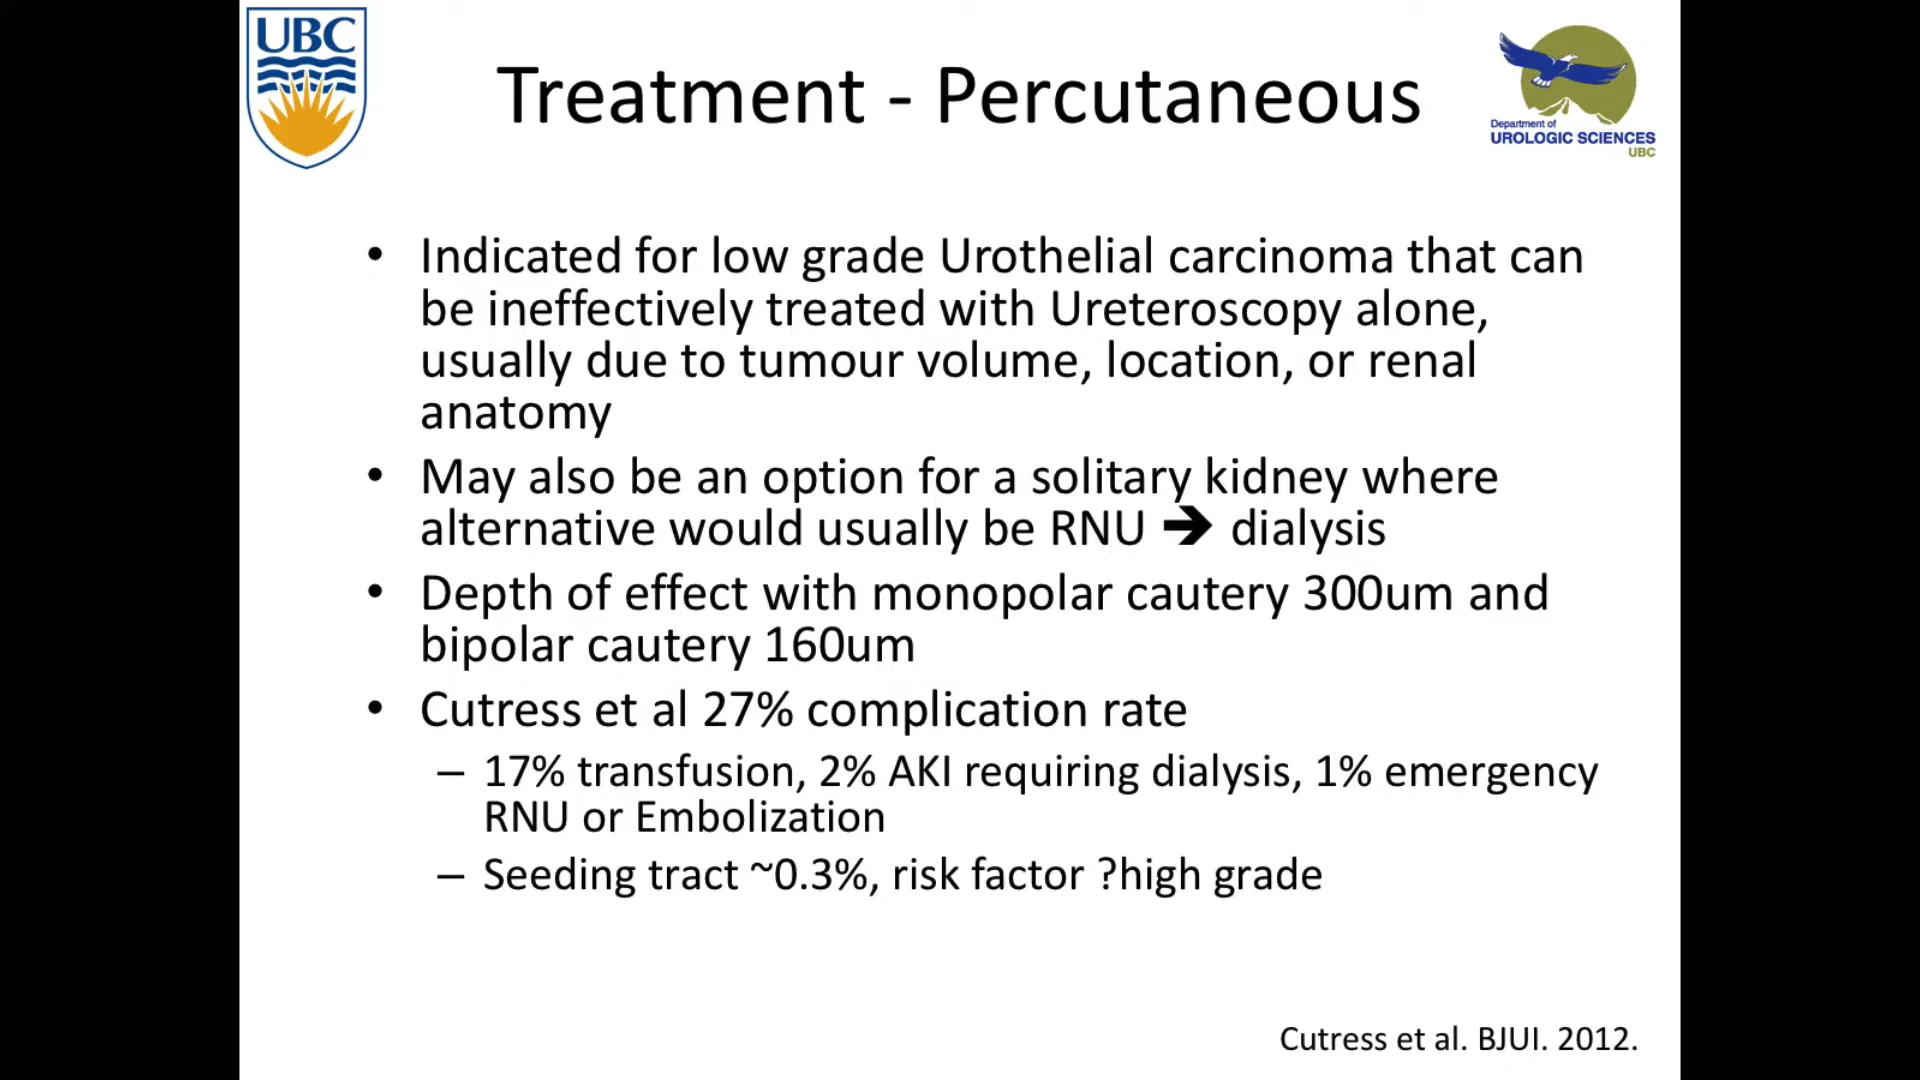 UBC
Treatment - Percutaneous
Department of
UROLOGIC SCIENCES
UBC
• Indicated for low grade Urothelial carcinoma that can
be ineffectively treated with Ureteroscopy alone,
usually due to tumour volume, location, or renal
anatomy
• May also be an option for a solitary kidney where
alternative would usually be RNU ➔ dialysis
• Depth of effect with monopolar cautery 300um and
bipolar cautery 160um
• Cutress et al 27% complication rate
– 17% transfusion, 2% AKI requiring dialysis, 1% emergency
RNU or Embolization
– Seeding tract ~0.3%, risk factor ?high grade
Cutress et al. BJUI. 2012.